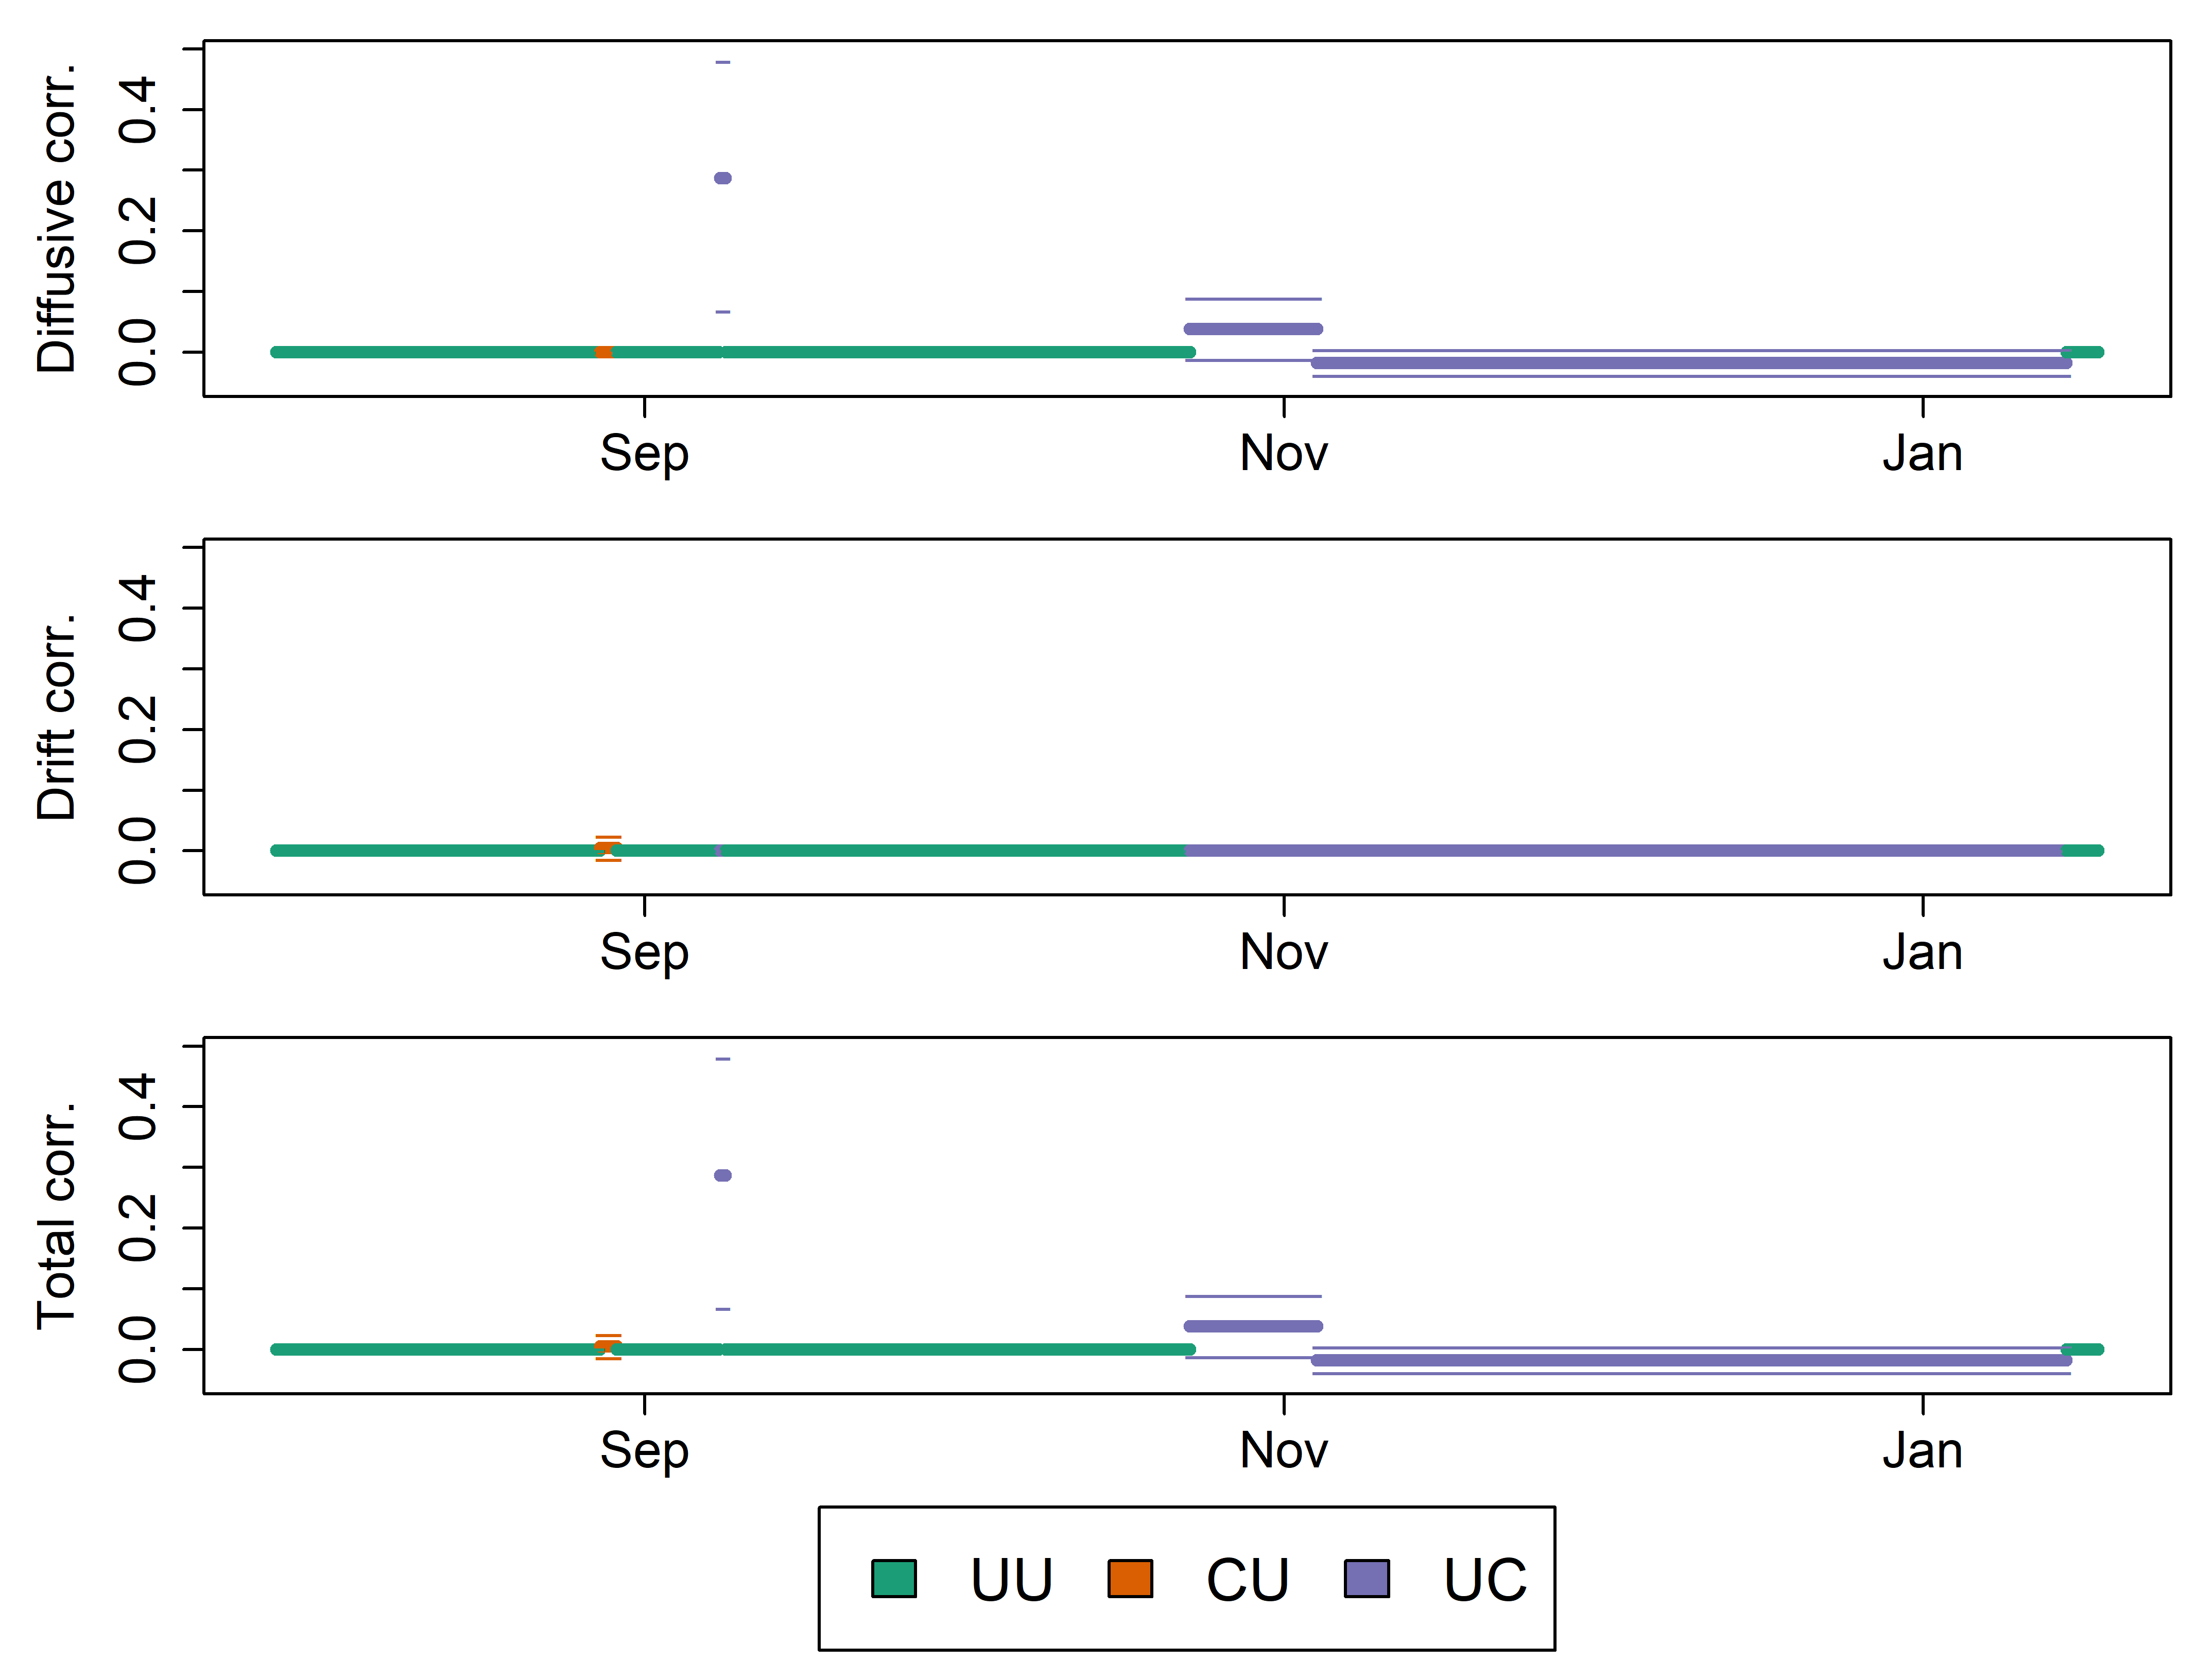 Diffusive corr.
0.4
0.2
0.0
Sep Nov Jan
Drift corr.
0.4
0.2
0.0
Sep Nov Jan
Total corr.
0.4
0.2
0.0
Sep Nov Jan
UU CU UC